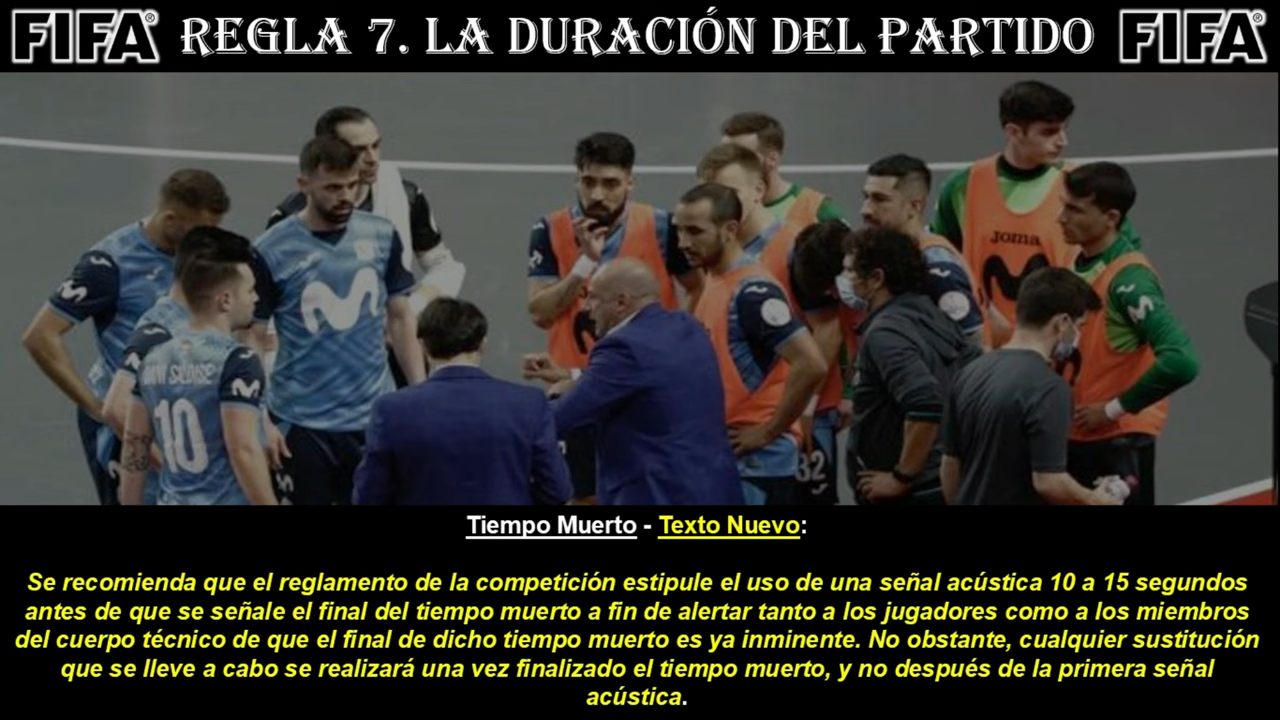 FIFA® REGLA 7. LA DURACIÓN DEL PARTIDO FIFA®
Joma
10
32
Tiempo Muerto - Texto Nuevo:
Se recomienda que el reglamento de la competición estipule el uso de una señal acústica 10 a 15 segundos
antes de que se señale el final del tiempo muerto a fin de alertar tanto a los jugadores como a los miembros
del cuerpo técnico de que el final de dicho tiempo muerto es ya inminente. No obstante, cualquier sustitución
que se lleve a cabo se realizará una vez finalizado el tiempo muerto, y no después de la primera señal
acústica.